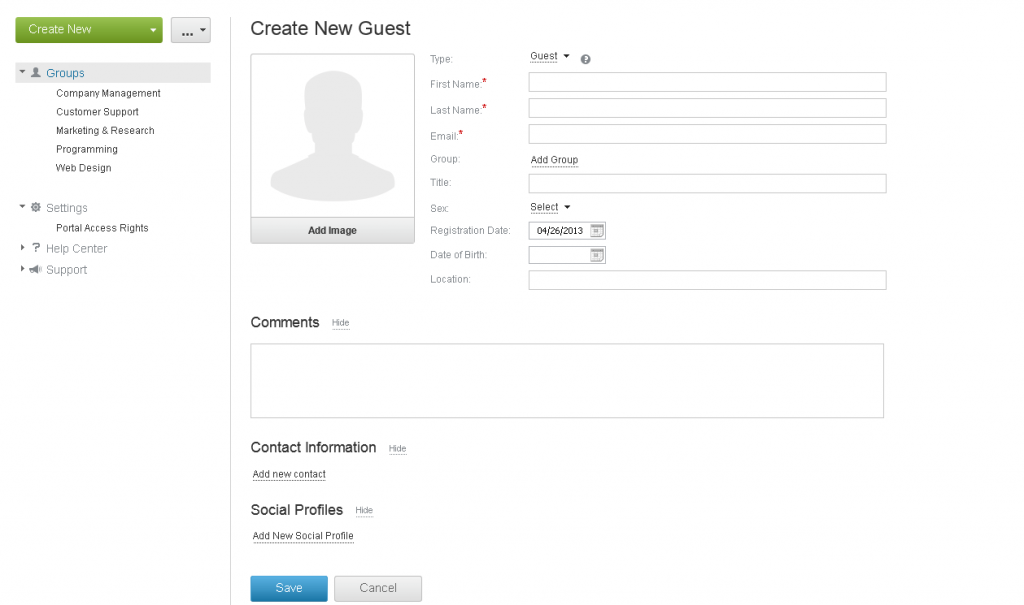 Create New
...
Groups
Company Management
Customer Support
Marketing & Research
Programming
Web Design
Settings
Portal Access Rights
? Help Center
Support
Create New Guest
Add Image
Type: Guest ?
First Name:*
Last Name:*
Email:*
Group: Add Group
Title:
Sex: Select
Registration Date: 04/26/2013
Date of Birth:
Location:
Comments Hide
Contact Information Hide
Add new contact
Social Profiles Hide
Add New Social Profile
Save Cancel